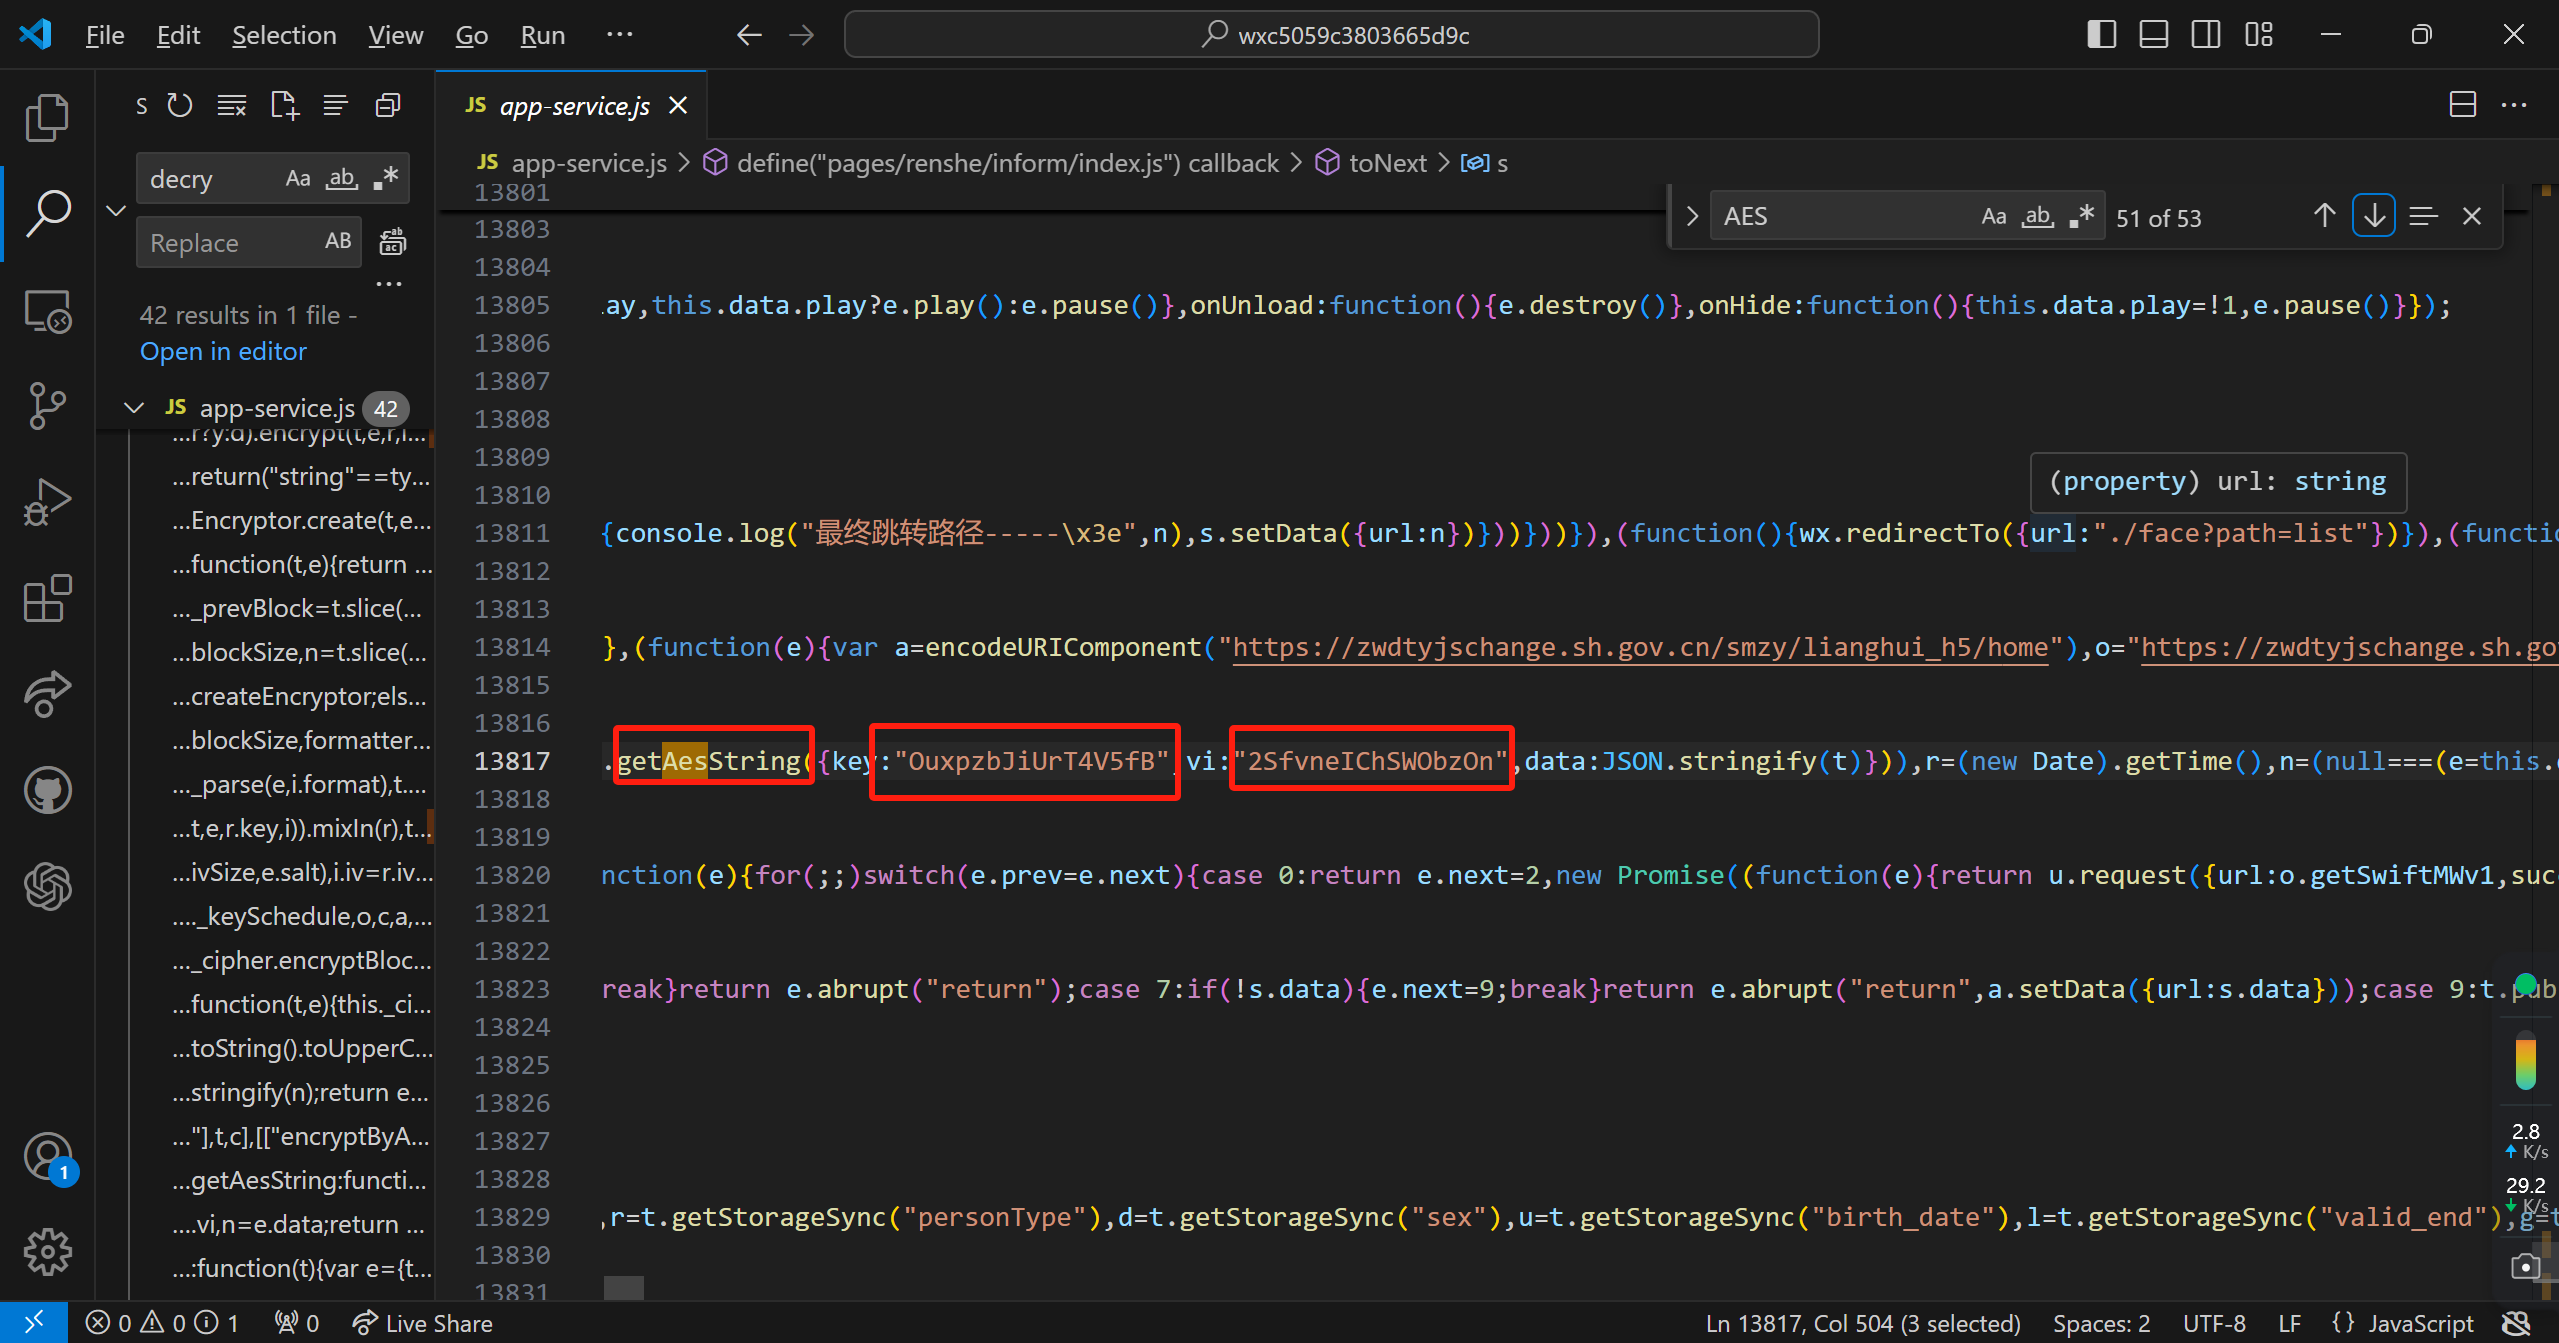 File Edit Selection View Go Run ···
wxc5059c3803665d9c
S
JS app-service.js
decry Aa ab
Replace AB
42 results in 1 file -
Open in editor
JS app-service.js 42
...return("string"==ty...
...Encryptor.create(t,e...
...function(t,e){return ...
..._prevBlock=t.slice(...
...blockSize,n=t.slice(...
...createEncryptor;els...
...blockSize,formatter...
..._parse(e,i.format),t....
...t,e,r.key,i)).mixIn(r),t...
...ivSize,e.salt),i.iv=r.iv...
...._keySchedule,o,c,a,...
..._cipher.encryptBloc...
...function(t,e){this._ci...
...toString().toUpperC...
...stringify(n);return e...
..."],t,c],[["encryptByA...
...getAesString:functi...
....vi,n=e.data;return ...
...:function(t){var e={t...
1
JS app-service.js > define("pages/renshe/inform/index.js") callback > toNext > s
AES Aa ab 51 of 53
13801
13803
13804
13805 ay,this.data.play?e.play():e.pause()},onUnload:function(){e.destroy()},onHide:function(){this.data.play=!1,e.pause()}});
13806
13807
13808
13809
13810
(property) url: string
13811 {console.log("最终跳转路径-----\x3e",n),s.setData({url:n})}))}))}),(function(){wx.redirectTo({url:"./face?path=list"})}),(functio
13812
13813
13814 },(function(e){var a=encodeURIComponent("https://zwdtyjschange.sh.gov.cn/smzy/lianghui_h5/home"),o="https://zwdtyjschange.sh.go
13815
13816
13817 .getAesString({key:"OuxpzbJiUrT4V5fB",vi:"2SfvneIChSWObzOn",data:JSON.stringify(t)})),r=(new Date).getTime(),n=(null===(e=this.
13818
13819
13820 nction(e){for(;;)switch(e.prev=e.next){case 0:return e.next=2,new Promise((function(e){return u.request({url:o.getSwiftMWv1,suc
13821
13822
13823 reak}return e.abrupt("return");case 7:if(!s.data){e.next=9;break}return e.abrupt("return",a.setData({url:s.data}));case 9:t.pub
13824
13825
13826
13827
13828
13829 ,r=t.getStorageSync("personType"),d=t.getStorageSync("sex"),u=t.getStorageSync("birth_date"),l=t.getStorageSync("valid_end"),g=t
13830
13831
2.8
K/s
29.2
K/s
0 0 1 0 Live Share Ln 13817, Col 504 (3 selected) Spaces: 2 UTF-8 LF {} JavaScript